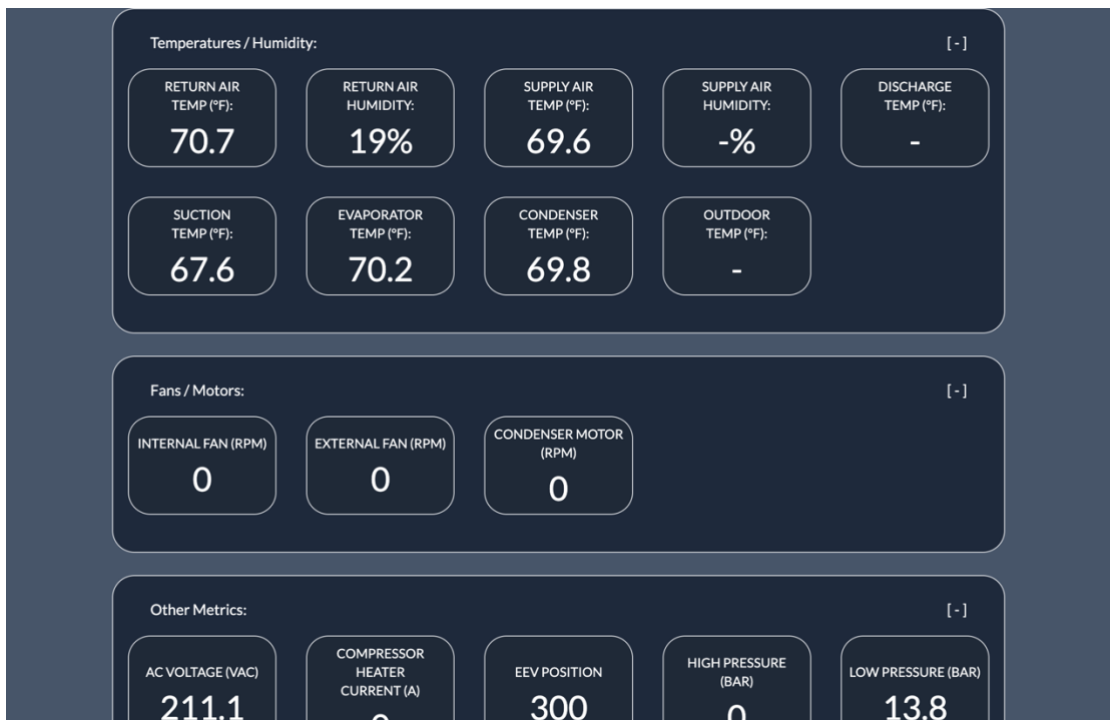 Temperatures / Humidity:
[ - ]
RETURN AIR
TEMP (°F):
70.7
RETURN AIR
HUMIDITY:
19%
SUPPLY AIR
TEMP (°F):
69.6
SUPPLY AIR
HUMIDITY:
-%
DISCHARGE
TEMP (°F):
-
SUCTION
TEMP (°F):
67.6
EVAPORATOR
TEMP (°F):
70.2
CONDENSER
TEMP (°F):
69.8
OUTDOOR
TEMP (°F):
-
Fans / Motors:
[ - ]
INTERNAL FAN (RPM)
0
EXTERNAL FAN (RPM)
0
CONDENSER MOTOR
(RPM)
0
Other Metrics:
[ - ]
AC VOLTAGE (VAC)
211.1
COMPRESSOR
HEATER
CURRENT (A)
EEV POSITION
300
HIGH PRESSURE
(BAR)
0
LOW PRESSURE (BAR)
13.8